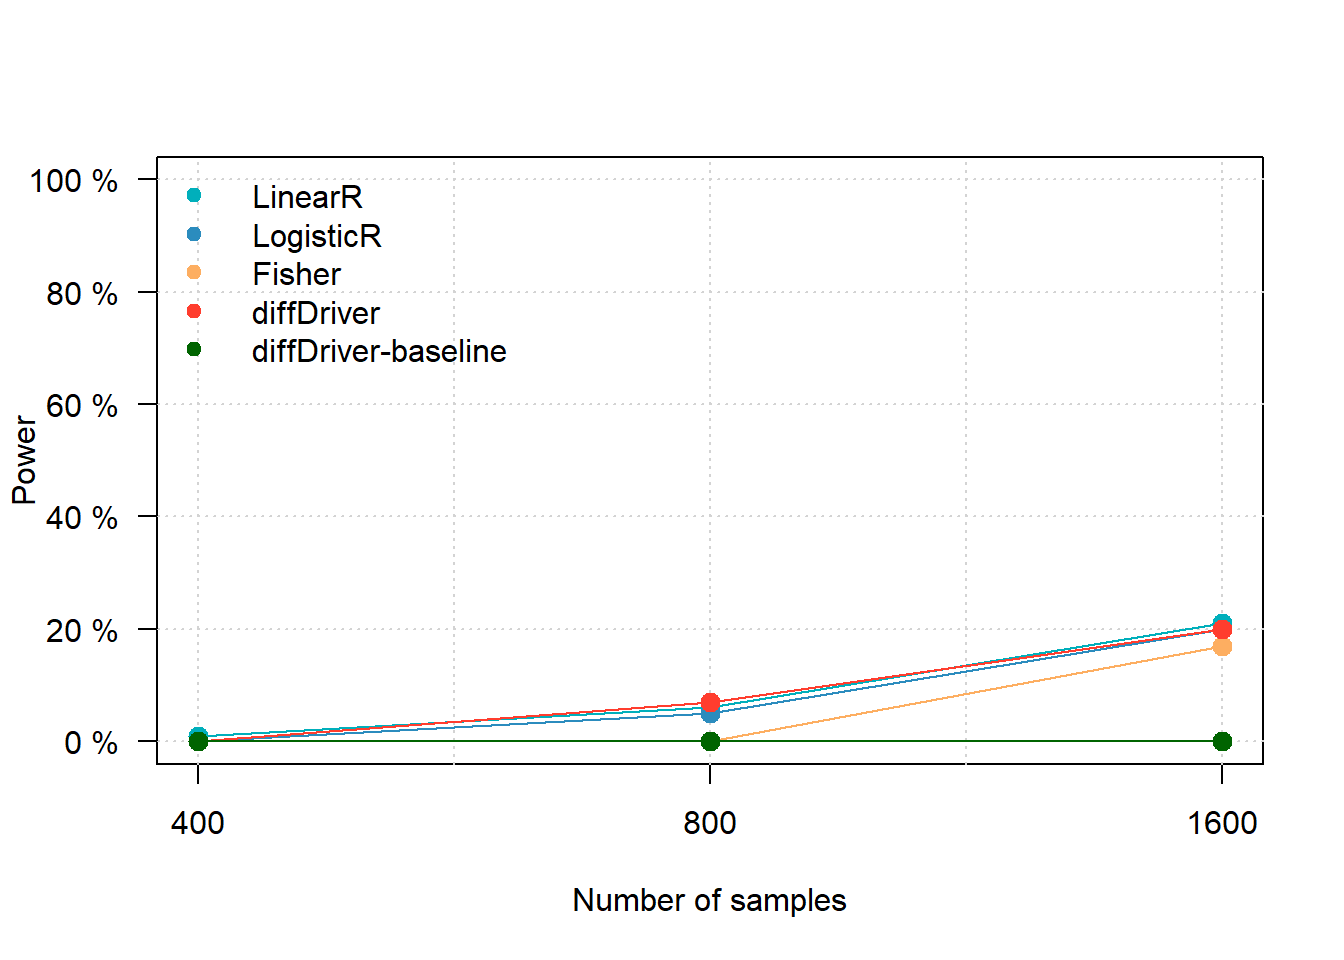 100 %
80 %
60 %
40 %
20 %
0 %
Power
LinearR
LogisticR
Fisher
diffDriver
diffDriver-baseline
400
800
1600
Number of samples